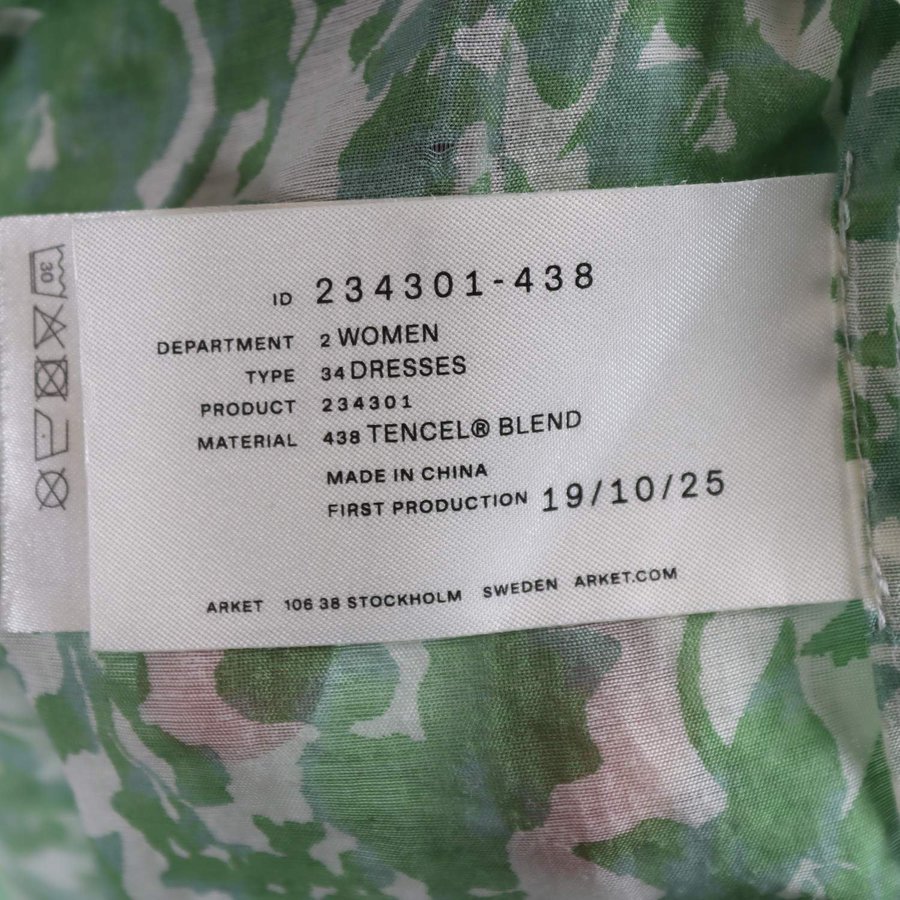 30
ID 234301-438
DEPARTMENT 2 WOMEN
TYPE 34 DRESSES
PRODUCT 234301
MATERIAL 438 TENCEL® BLEND
MADE IN CHINA
FIRST PRODUCTION 19/10/25
ARKET 106 38 STOCKHOLM SWEDEN ARKET.COM